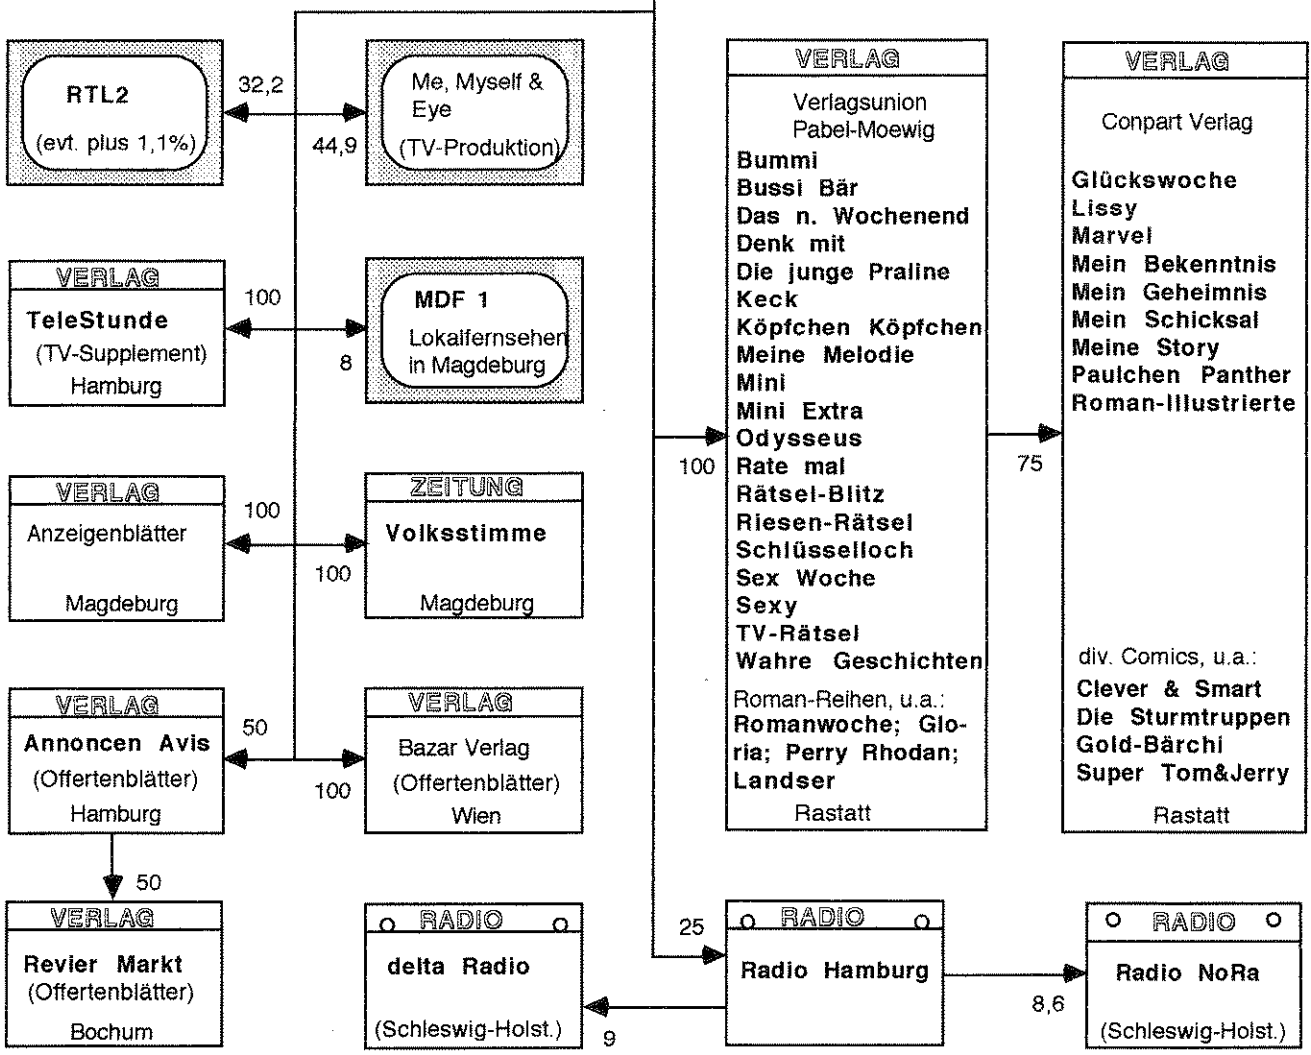 RTL2
(evt. plus 1,1%)
32,2
44,9
Me, Myself &
Eye
(TV-Produktion)
VERLAG
TeleStunde
(TV-Supplement)
Hamburg
100
8
MDF 1
Lokalfernsehen
in Magdeburg
VERLAG
Anzeigenblätter
Magdeburg
100
100
ZEITUNG
Volksstimme
Magdeburg
VERLAG
Annoncen Avis
(Offertenblätter)
Hamburg
50
100
VERLAG
Bazar Verlag
(Offertenblätter)
Wien
50
VERLAG
Revier Markt
(Offertenblätter)
Bochum
100
VERLAG
Verlagsunion
Pabel-Moewig
Bummi
Bussi Bär
Das n. Wochenend
Denk mit
Die junge Praline
Keck
Köpfchen Köpfchen
Meine Melodie
Mini
Mini Extra
Odysseus
Rate mal
Rätsel-Blitz
Riesen-Rätsel
Schlüsselloch
Sex Woche
Sexy
TV-Rätsel
Wahre Geschichten
Roman-Reihen, u.a.:
Romanwoche; Glo-
ria; Perry Rhodan;
Landser
Rastatt
75
VERLAG
Conpart Verlag
Glückswoche
Lissy
Marvel
Mein Bekenntnis
Mein Geheimnis
Mein Schicksal
Meine Story
Paulchen Panther
Roman-Illustrierte
div. Comics, u.a.:
Clever & Smart
Die Sturmtruppen
Gold-Bärchi
Super Tom&Jerry
Rastatt
RADIO
delta Radio
(Schleswig-Holst.)
9
25
RADIO
Radio Hamburg
8,6
RADIO
Radio NoRa
(Schleswig-Holst.)